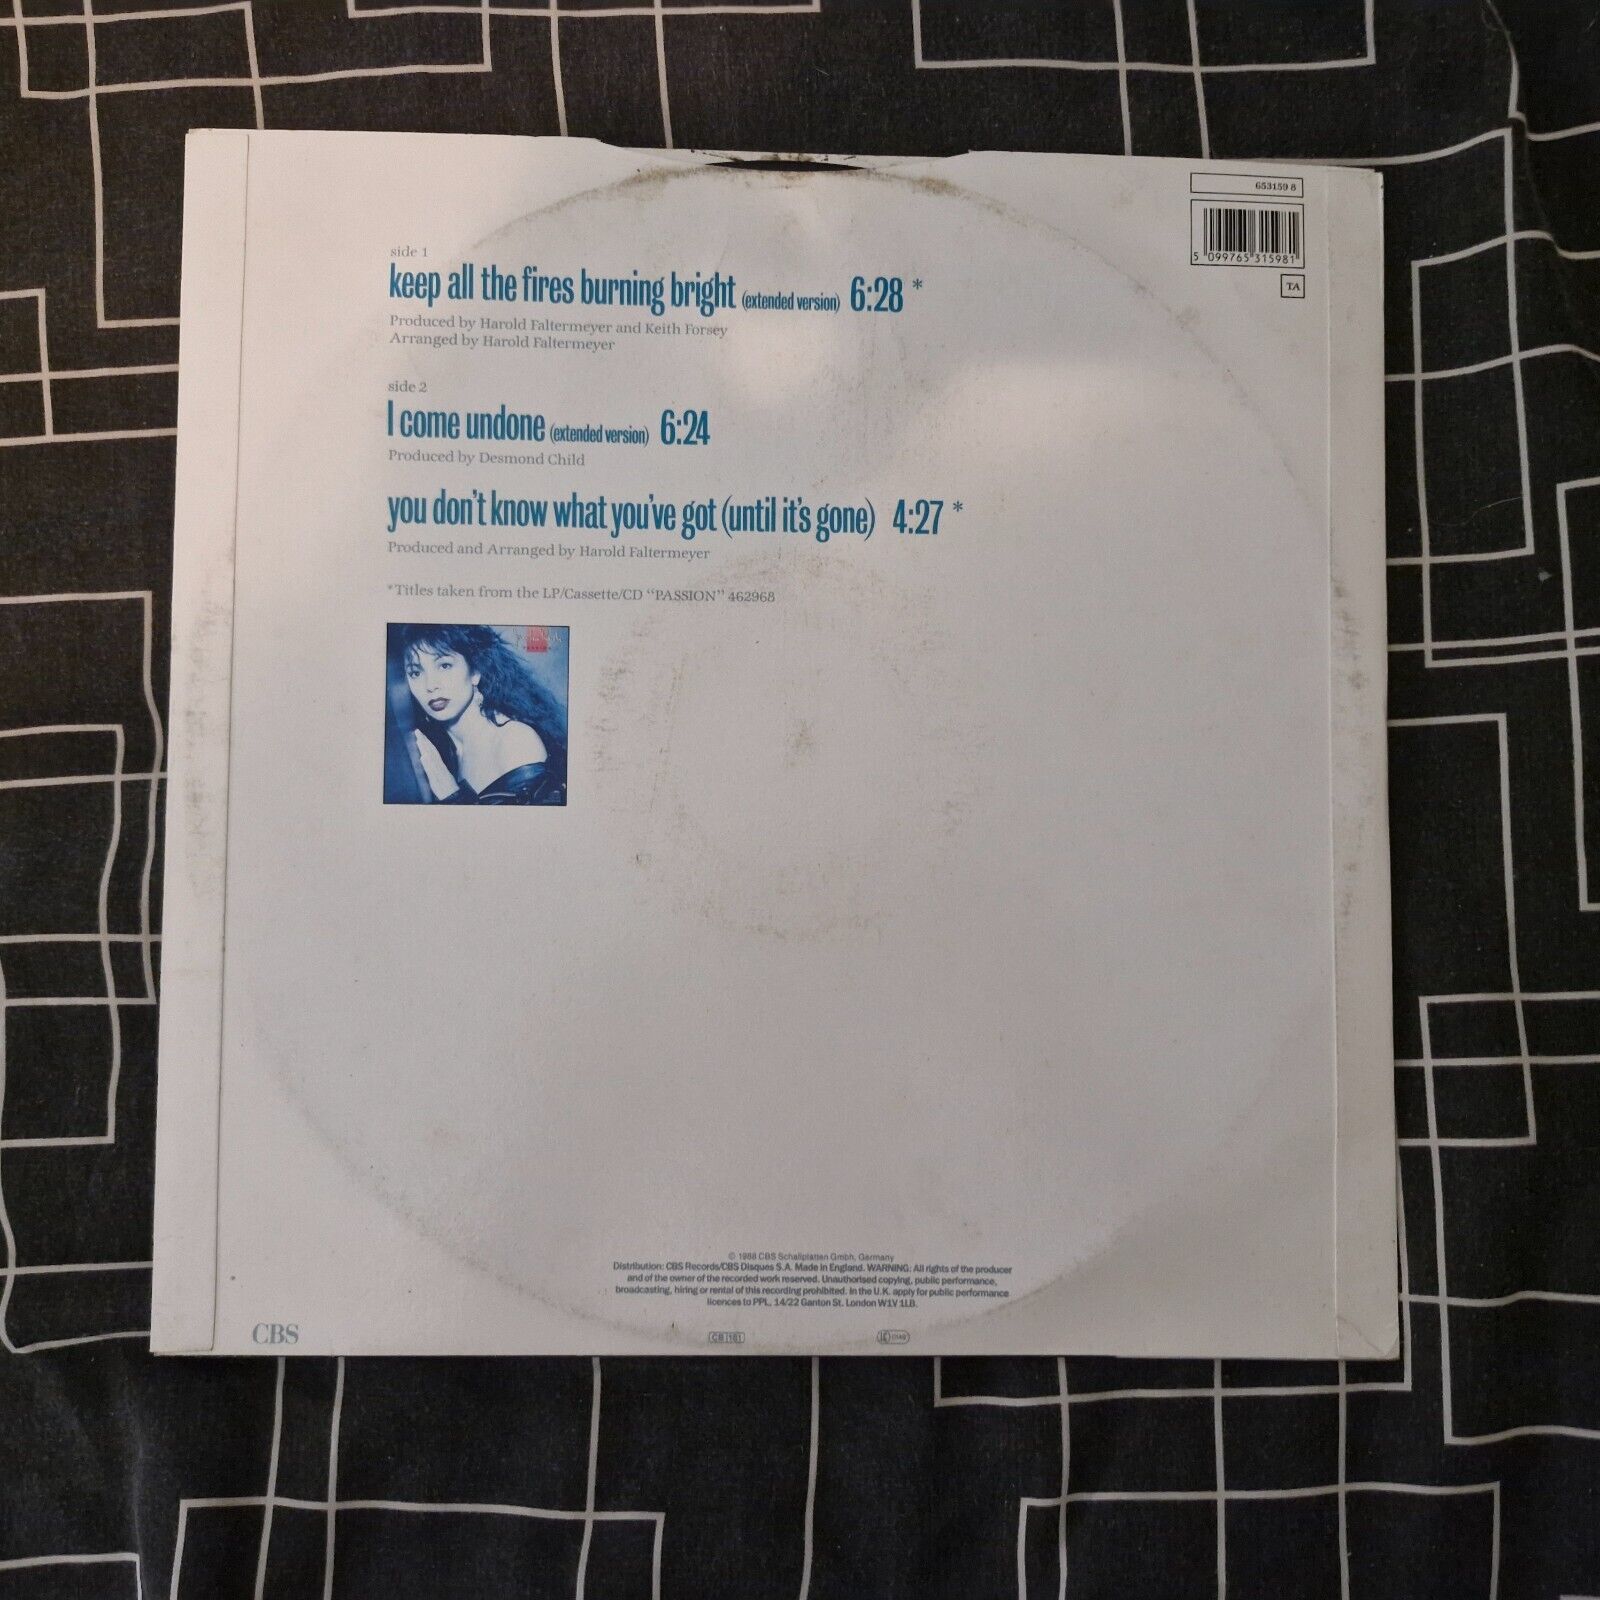 653159 8
5 099765 315981
TA
side 1
keep all the fires burning bright (extended version) 6:28 *
Produced by Harold Faltermeyer and Keith Forsey
Arranged by Harold Faltermeyer
side 2
I come undone (extended version) 6:24
Produced by Desmond Child
you don't know what you've got (until it's gone) 4:27 *
Produced and Arranged by Harold Faltermeyer
*Titles taken from the LP/Cassette/CD "PASSION" 462968
© 1988 CBS Schallplatten Gmbh, Germany
Distribution: CBS Records/CBS Disques S.A. Made in England. WARNING: All rights of the producer
and of the owner of the recorded work reserved. Unauthorised copying, public performance,
broadcasting, hiring or rental of this recording prohibited. In the U.K. apply for public performance
licences to PPL, 14/22 Ganton St. London W1V 1LB.
CBS
CB 161